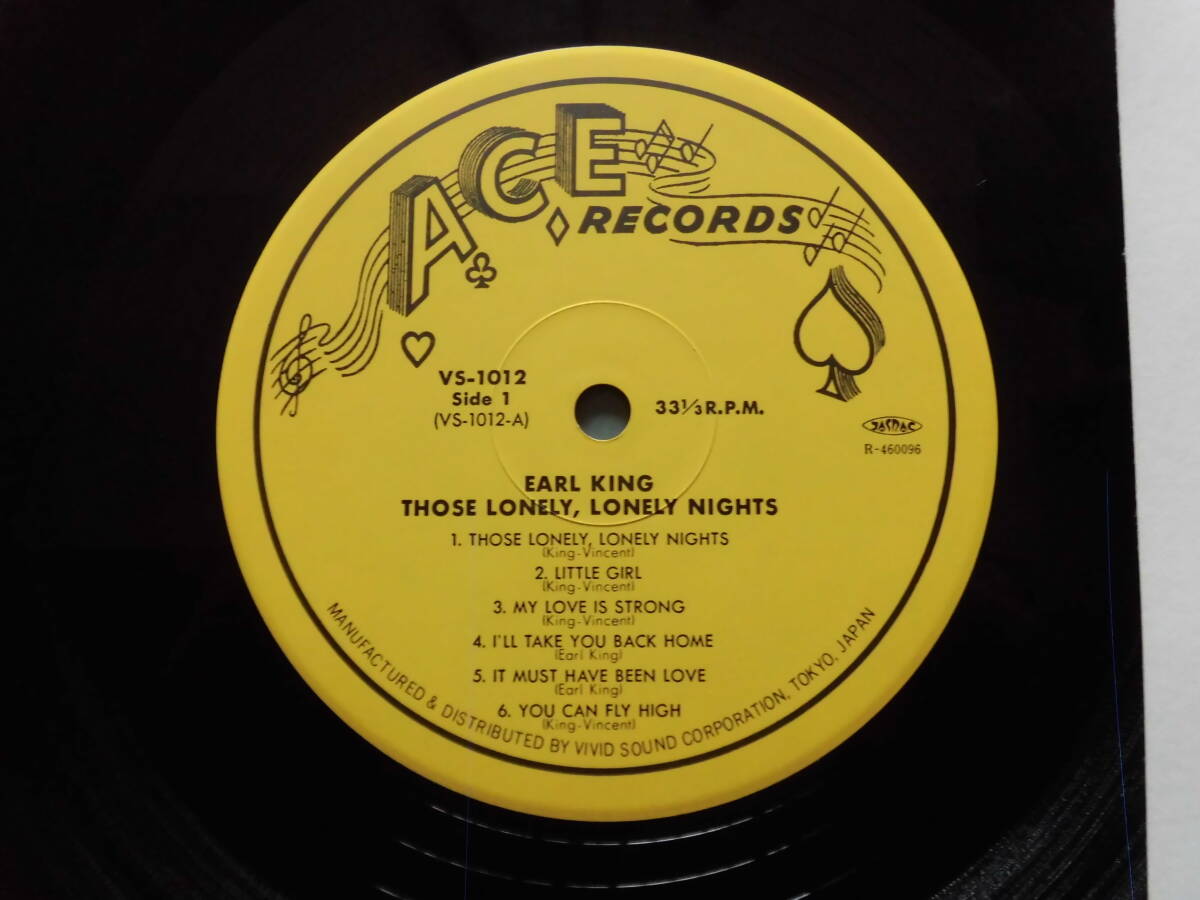 ACE
RECORDS
VS-1012
Side 1
(VS-1012-A)
33 1/3 R.P.M.
JASRAC
R-460096
EARL KING
THOSE LONELY, LONELY NIGHTS
1. THOSE LONELY, LONELY NIGHTS
(King-Vincent)
2. LITTLE GIRL
(King-Vincent)
3. MY LOVE IS STRONG
(King-Vincent)
4. I'LL TAKE YOU BACK HOME
(Earl King)
5. IT MUST HAVE BEEN LOVE
(Earl King)
6. YOU CAN FLY HIGH
(King-Vincent)
MANUFACTURED & DISTRIBUTED BY VIVID SOUND CORPORATION, TOKYO, JAPAN